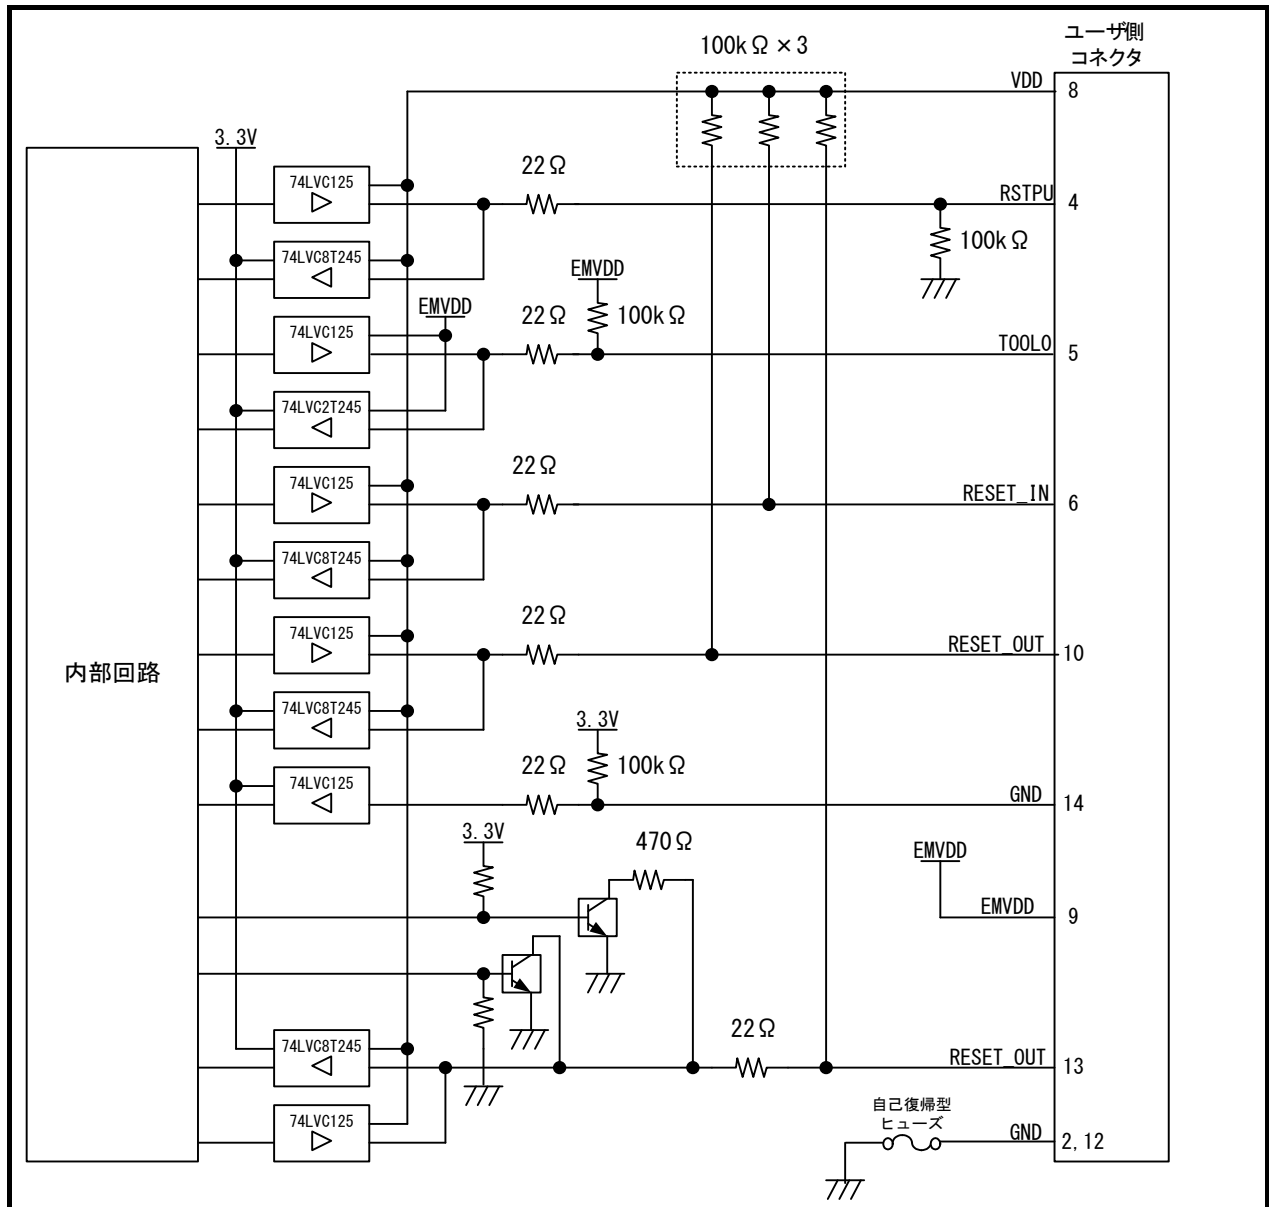 ユーザ側
コネクタ
100kΩ×3
VDD
8
3.3V
74LVC125
22Ω
RSTPU
4
74LVC8T245
100kΩ
EMVDD
EMVDD
74LVC125
22Ω
100kΩ
TOOL0
5
74LVC2T245
74LVC125
22Ω
RESET_IN
6
74LVC8T245
74LVC125
22Ω
RESET_OUT
10
内部回路
74LVC8T245
3.3V
74LVC125
22Ω
100kΩ
GND
14
3.3V
470Ω
EMVDD
EMVDD
9
74LVC8T245
22Ω
RESET_OUT
13
74LVC125
自己復帰型
ヒューズ
GND
2,12